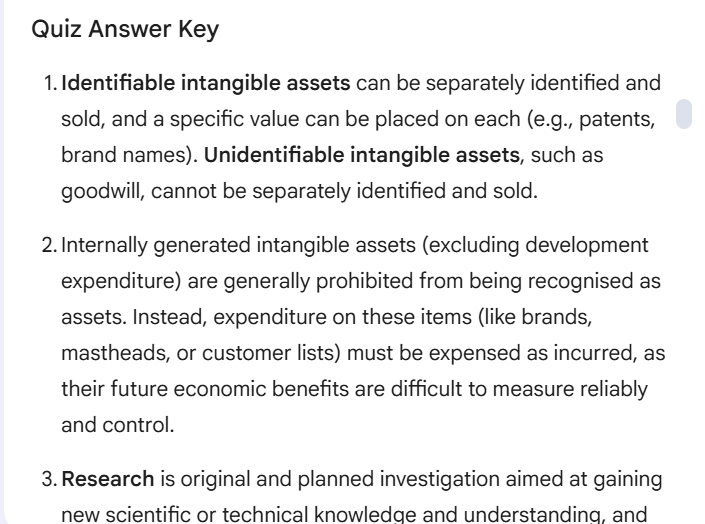 Quiz Answer Key
1. Identifiable intangible assets can be separately identified and
sold, and a specific value can be placed on each (e.g., patents,
brand names). Unidentifiable intangible assets, such as
goodwill, cannot be separately identified and sold.
2. Internally generated intangible assets (excluding development
expenditure) are generally prohibited from being recognised as
assets. Instead, expenditure on these items (like brands,
mastheads, or customer lists) must be expensed as incurred, as
their future economic benefits are difficult to measure reliably
and control.
3. Research is original and planned investigation aimed at gaining
new scientific or technical knowledge and understanding, and